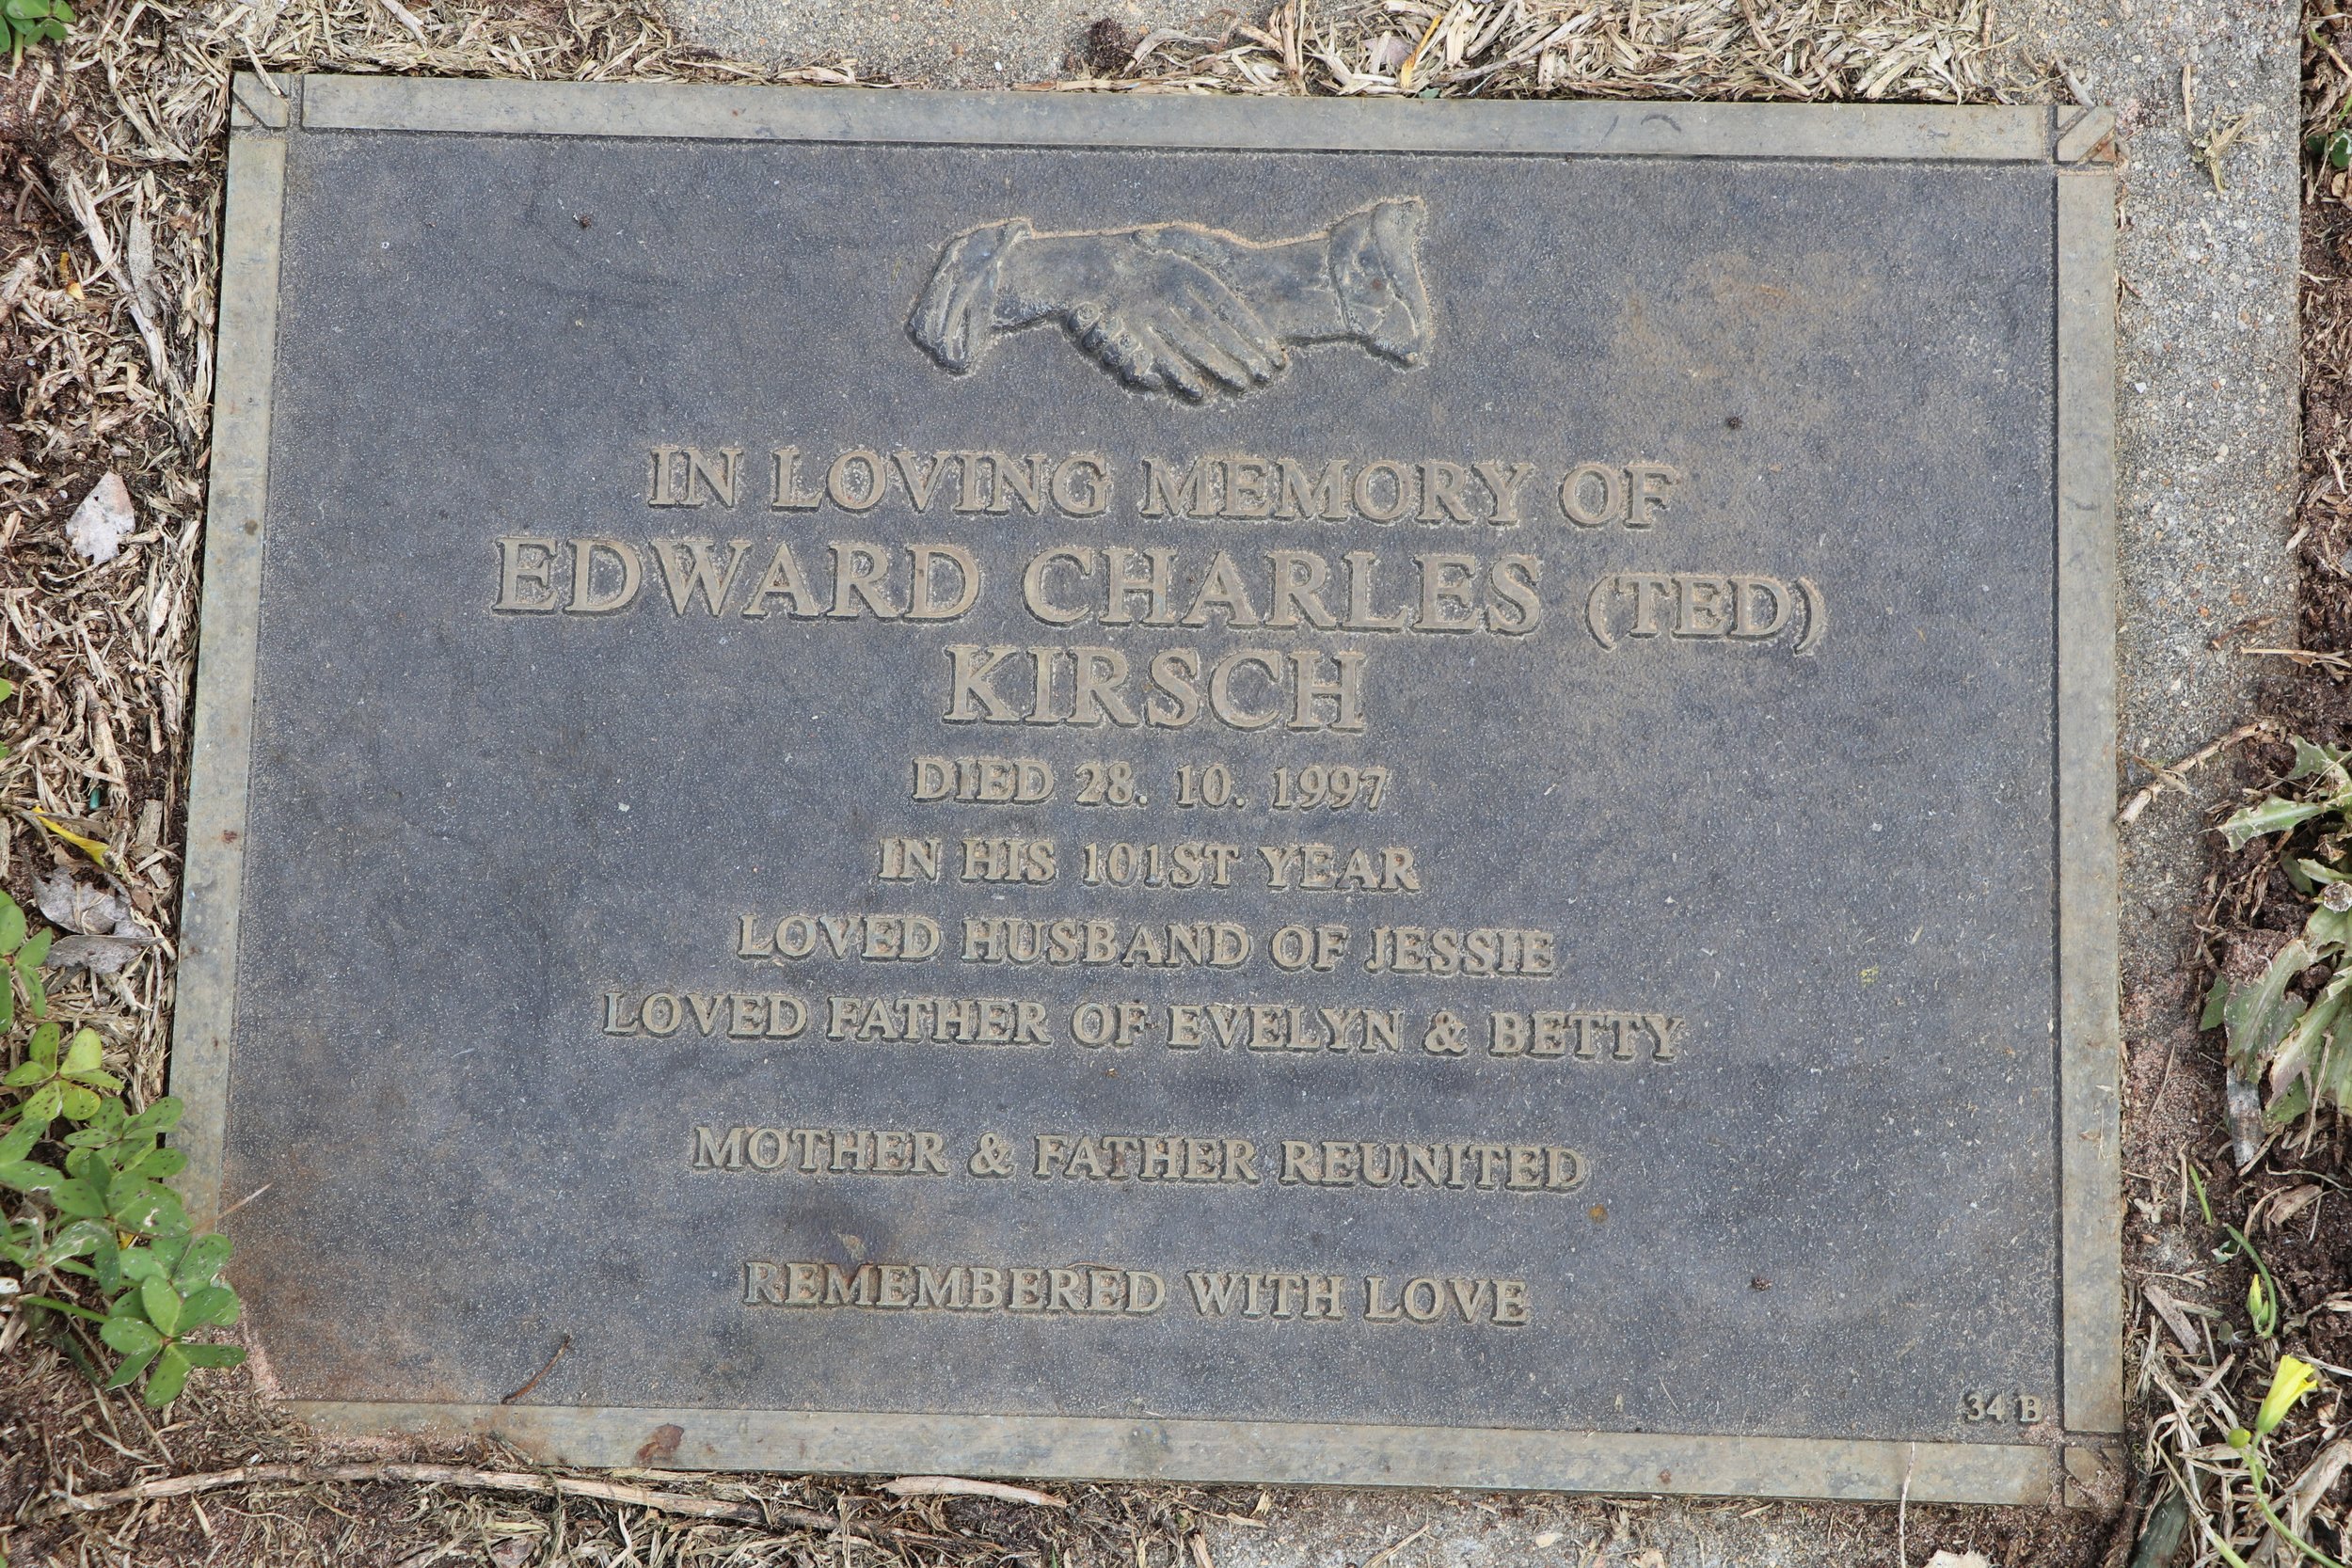 IN LOVING MEMORY OF
EDWARD CHARLES (TED)
KIRSCH
DIED 28. 10. 1997
IN HIS 101ST YEAR
LOVED HUSBAND OF JESSIE
LOVED FATHER OF EVELYN & BETTY
MOTHER & FATHER REUNITED
REMEMBERED WITH LOVE
34 B